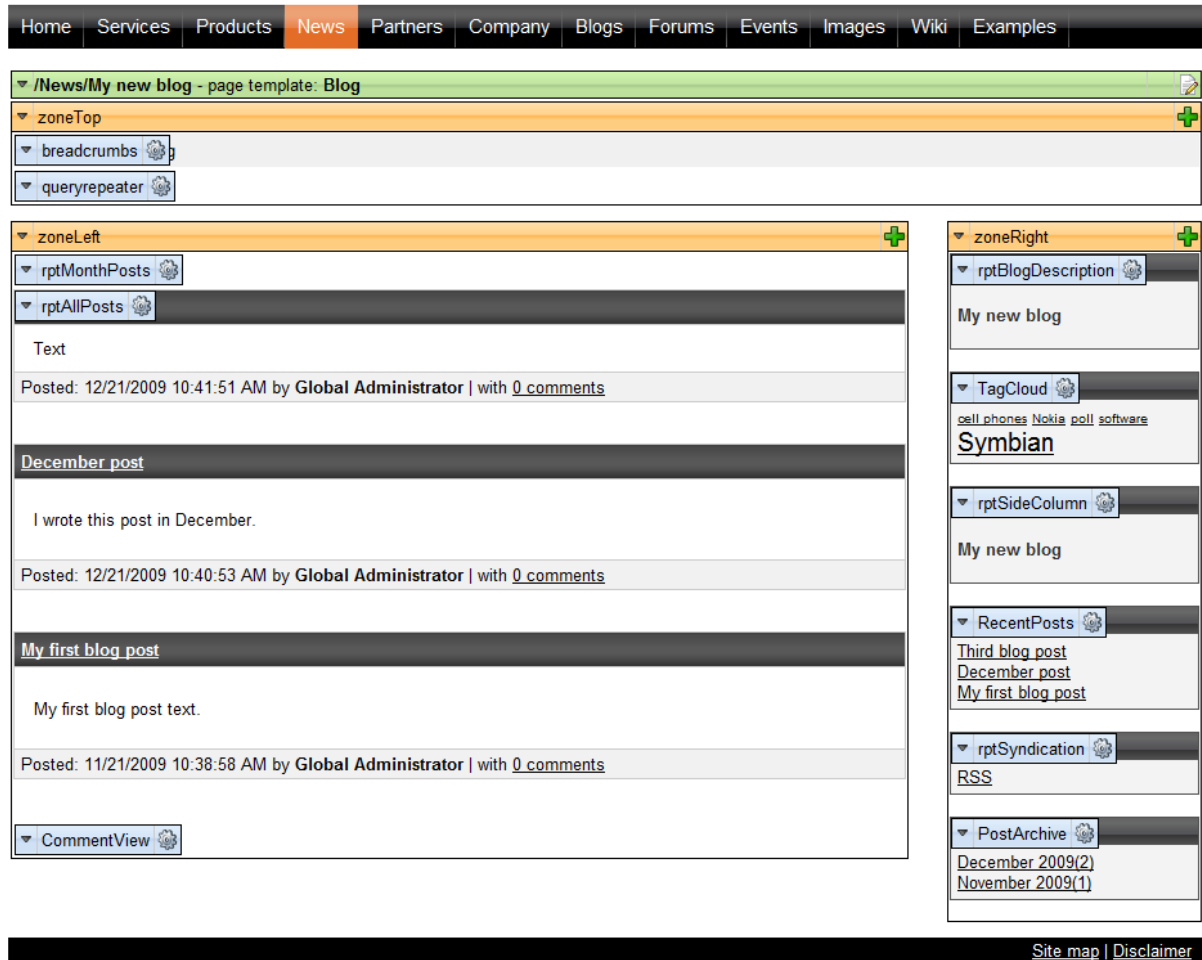 Home Services Products News Partners Company Blogs Forums Events Images Wiki Examples
/News/My new blog - page template: Blog
zoneTop
breadcrumbs
queryrepeater
zoneLeft
rptMonthPosts
rptAllPosts
Text
Posted: 12/21/2009 10:41:51 AM by Global Administrator | with 0 comments
December post
I wrote this post in December.
Posted: 12/21/2009 10:40:53 AM by Global Administrator | with 0 comments
My first blog post
My first blog post text.
Posted: 11/21/2009 10:38:58 AM by Global Administrator | with 0 comments
CommentView
zoneRight
rptBlogDescription
My new blog
TagCloud
cell phones Nokia poll software
Symbian
rptSideColumn
My new blog
RecentPosts
Third blog post
December post
My first blog post
rptSyndication
RSS
PostArchive
December 2009(2)
November 2009(1)
Site map | Disclaimer